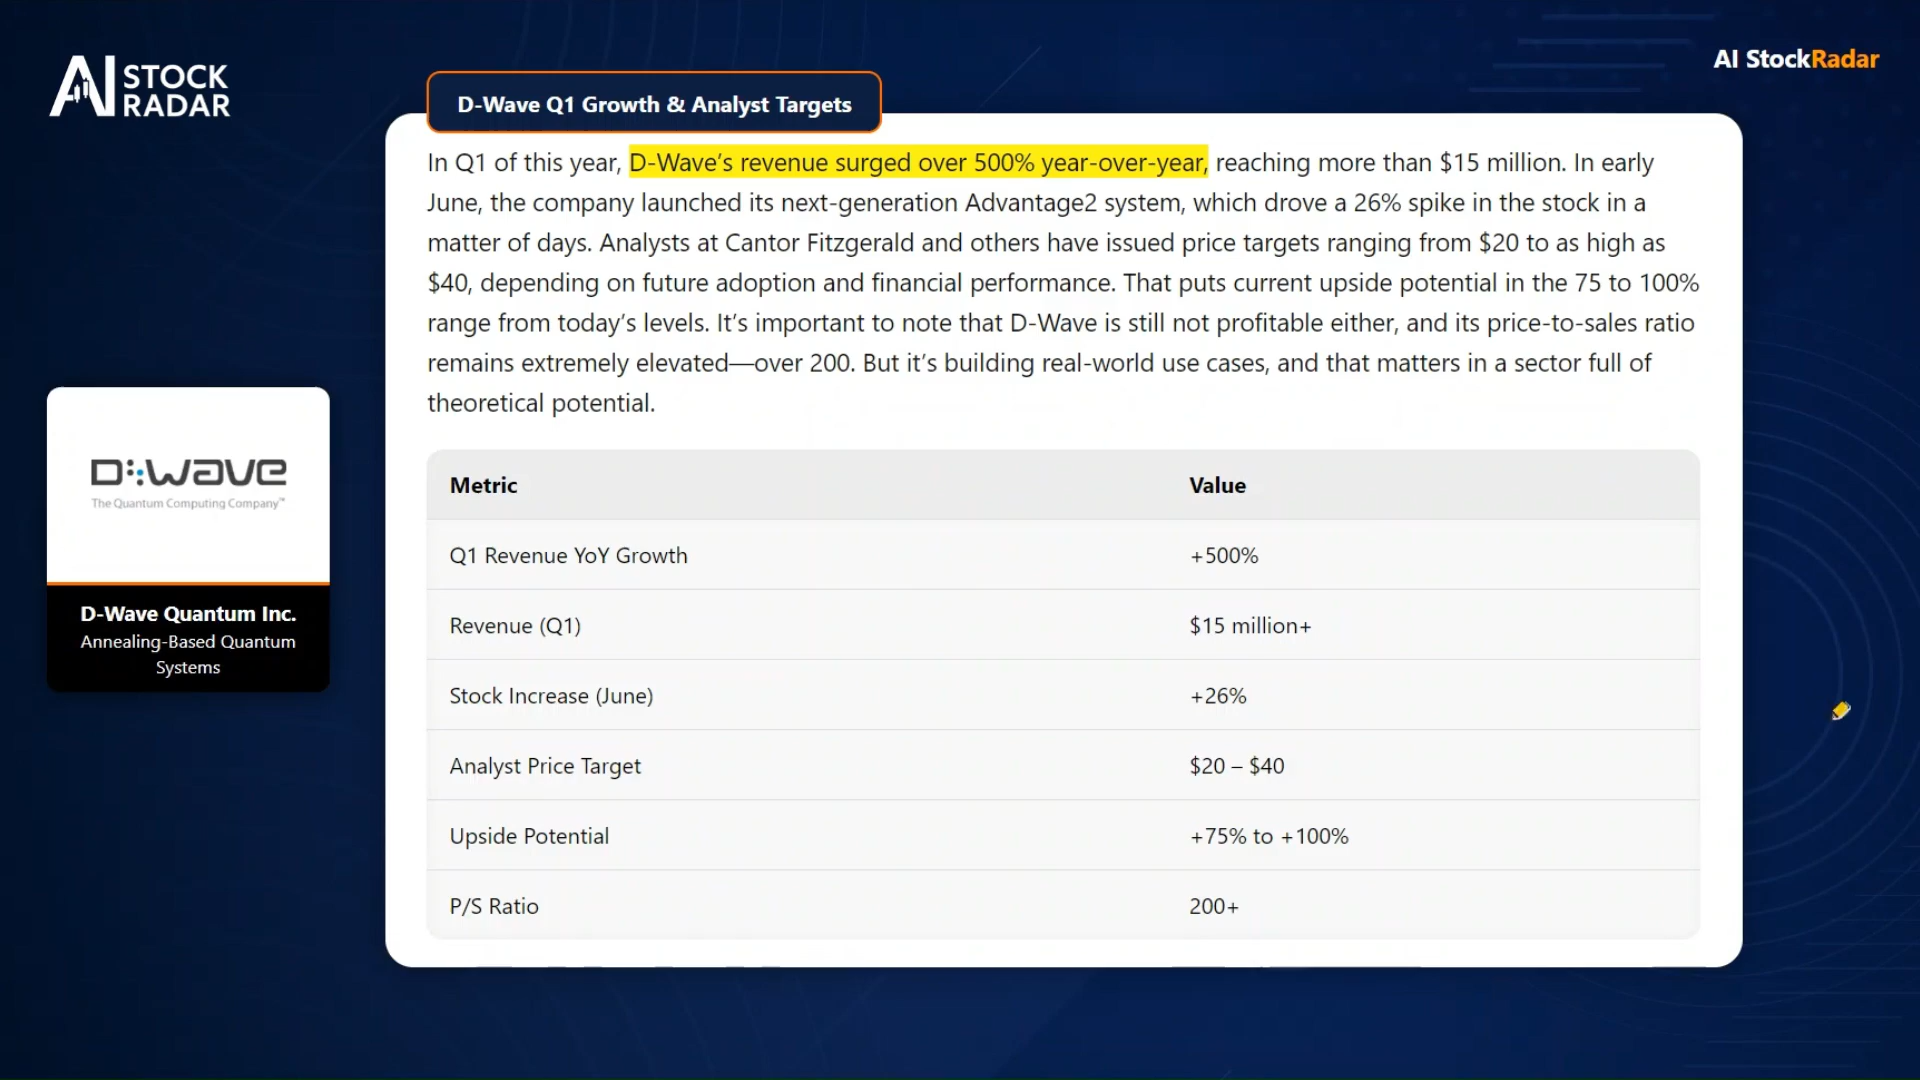 AI STOCK
RADAR
AI StockRadar
D-Wave Q1 Growth & Analyst Targets
In Q1 of this year, D-Wave’s revenue surged over 500% year-over-year, reaching more than $15 million. In early
June, the company launched its next-generation Advantage2 system, which drove a 26% spike in the stock in a
matter of days. Analysts at Cantor Fitzgerald and others have issued price targets ranging from $20 to as high as
$40, depending on future adoption and financial performance. That puts current upside potential in the 75 to 100%
range from today’s levels. It’s important to note that D-Wave is still not profitable either, and its price-to-sales ratio
remains extremely elevated—over 200. But it’s building real-world use cases, and that matters in a sector full of
theoretical potential.
D:wave
The Quantum Computing Company™
D-Wave Quantum Inc.
Annealing-Based Quantum
Systems
Metric Value
Q1 Revenue YoY Growth +500%
Revenue (Q1) $15 million+
Stock Increase (June) +26%
Analyst Price Target $20 – $40
Upside Potential +75% to +100%
P/S Ratio 200+